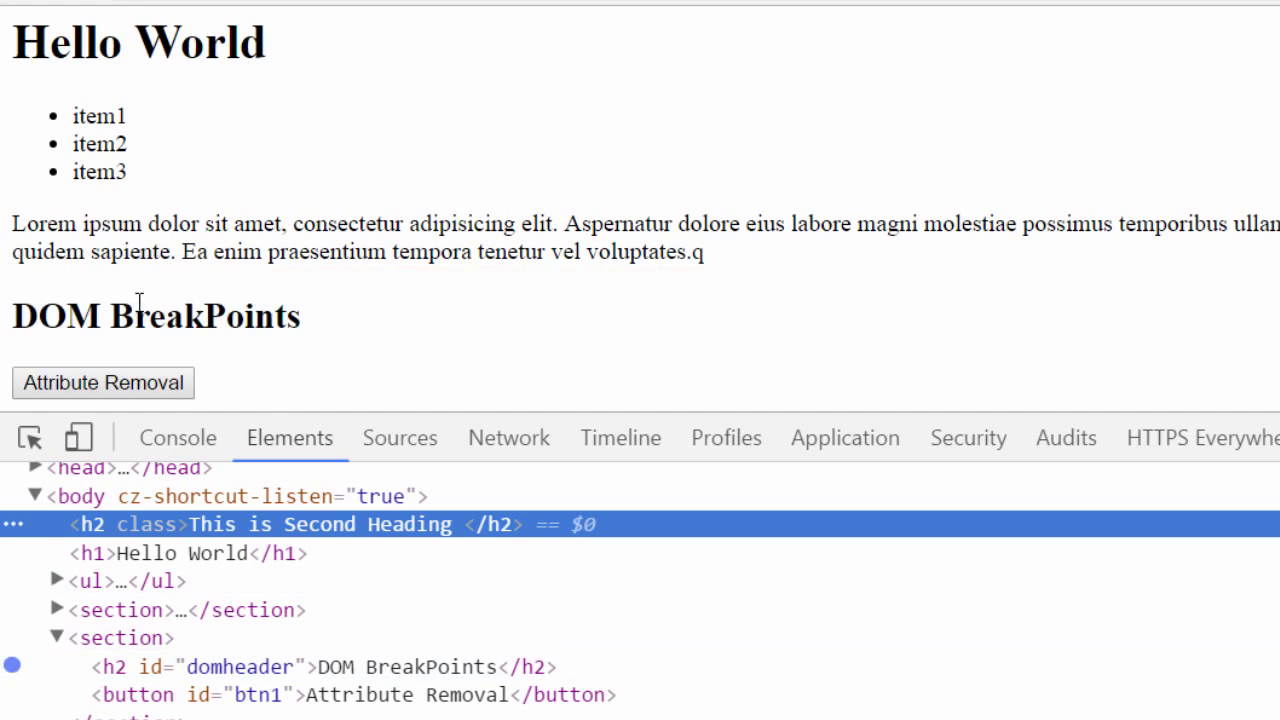 Hello World
item1
item2
item3
Lorem ipsum dolor sit amet, consectetur adipisicing elit. Aspernatur dolore eius labore magni molestiae possimus temporibus ullam
quidem sapiente. Ea enim praesentium tempora tenetur vel voluptates.q
DOM BreakPoints
Attribute Removal
Console Elements Sources Network Timeline Profiles Application Security Audits HTTPS Everywhe
<head>…</head>
<body cz-shortcut-listen="true">
<h2 class>This is Second Heading </h2> == $0
<h1>Hello World</h1>
<ul>…</ul>
<section>…</section>
<section>
<h2 id="domheader">DOM BreakPoints</h2>
<button id="btn1">Attribute Removal</button>
</section>